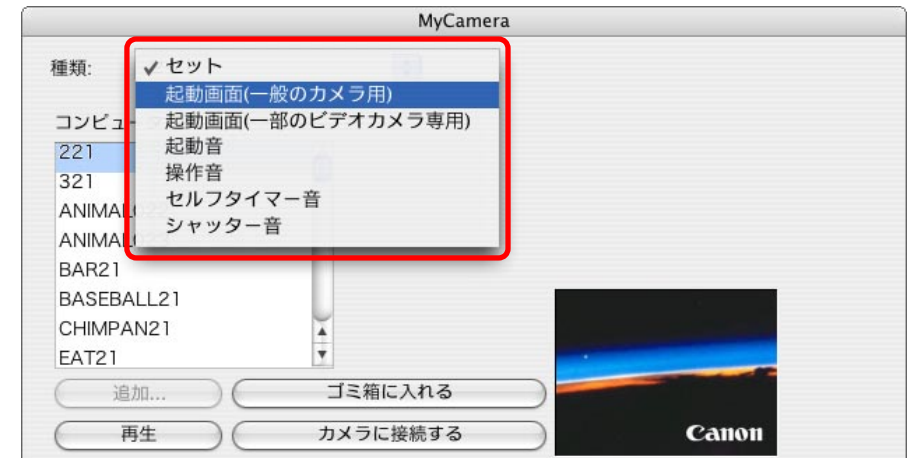 MyCamera
種類:
✓ セット
起動画面(一般のカメラ用)
起動画面(一部のビデオカメラ専用)
起動音
操作音
セルフタイマー音
シャッター音
コンピュ
221
321
ANIMAL
ANIMAL
BAR21
BASEBALL21
CHIMPAN21
EAT21
追加...
ゴミ箱に入れる
再生
カメラに接続する
Canon